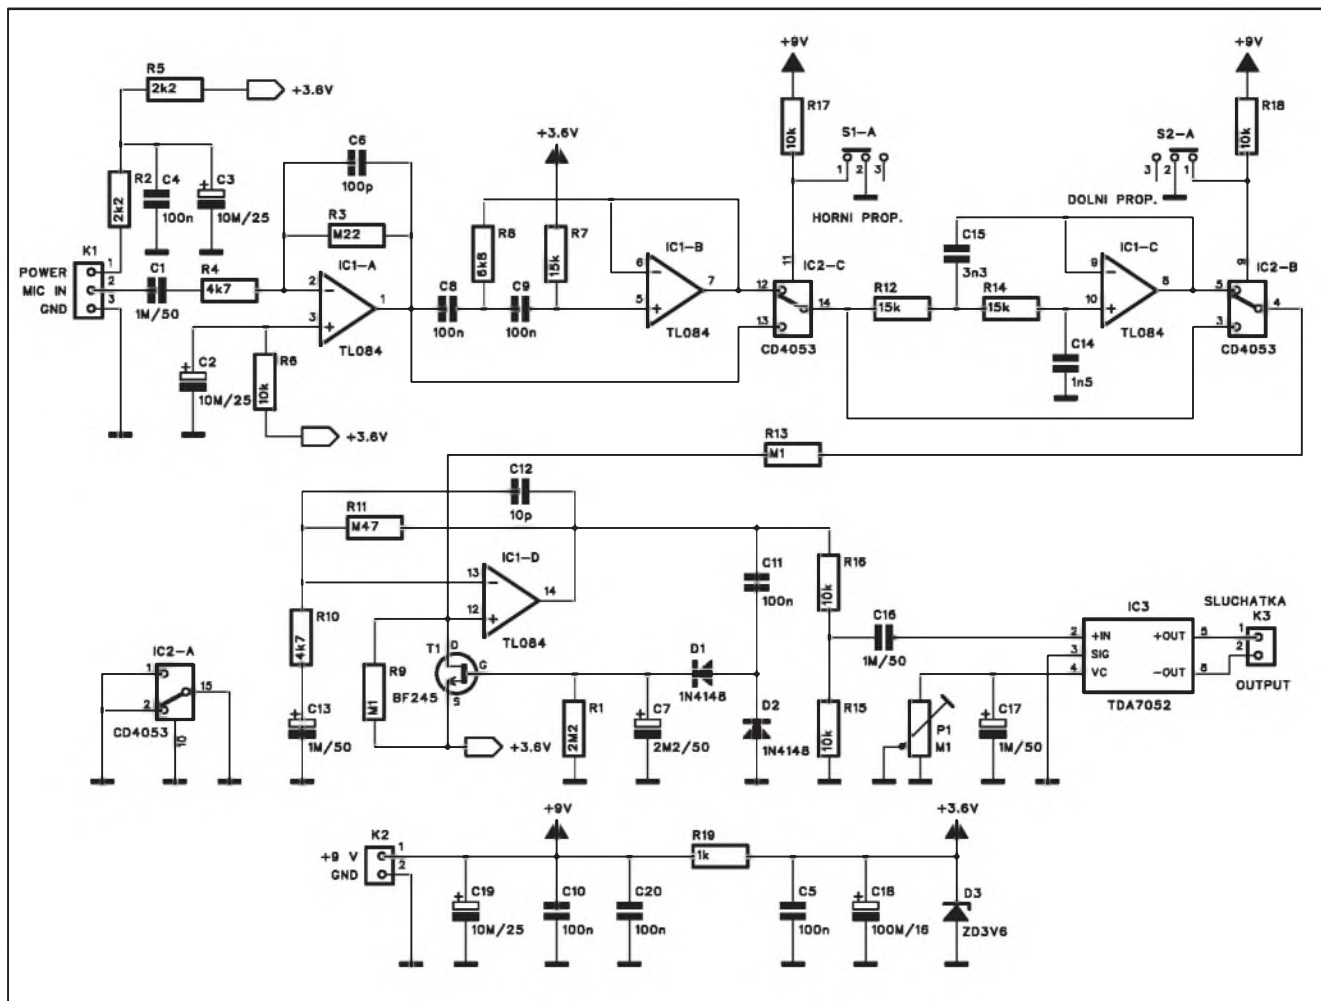 R5
2k2
+3.6V
R2
2k2
C4
100n
C3
10M/25
K1
POWER
MIC IN
GND
1
2
3
C1
1M/50
R4
4k7
C6
100p
R3
M22
IC1-A
2
3
1
TL084
C2
10M/25
R6
10k
+3.6V
+3.6V
R8
6k8
R7
15k
C8
100n
C9
100n
IC1-B
6
5
7
TL084
+9V
R17
10k
S1-A
1
2
3
HORNI PROP.
11
12
13
14
IC2-C
CD4053
R12
15k
C15
3n3
R14
15k
C14
1n5
IC1-C
9
10
8
TL084
+9V
R18
10k
S2-A
3
2
1
DOLNI PROP.
9
5
3
4
IC2-B
CD4053
R13
M1
C12
10p
R11
M47
IC1-D
13
12
14
TL084
R10
4k7
C13
1M/50
R9
M1
T1
D
G
S
BF245
+3.6V
R1
2M2
C7
2M2/50
D1
1N4148
D2
1N4148
C11
100n
R16
10k
R15
10k
C16
1M/50
P1
M1
C17
1M/50
IC3
2
3
4
+IN
SIG
VC
+OUT
-OUT
5
8
TDA7052
SLUCHATKA
K3
1
2
OUTPUT
IC2-A
1
2
15
10
CD4053
K2
+9 V
GND
1
2
C19
10M/25
+9V
C10
100n
C20
100n
R19
1k
C5
100n
C18
100M/16
+3.6V
D3
ZD3V6